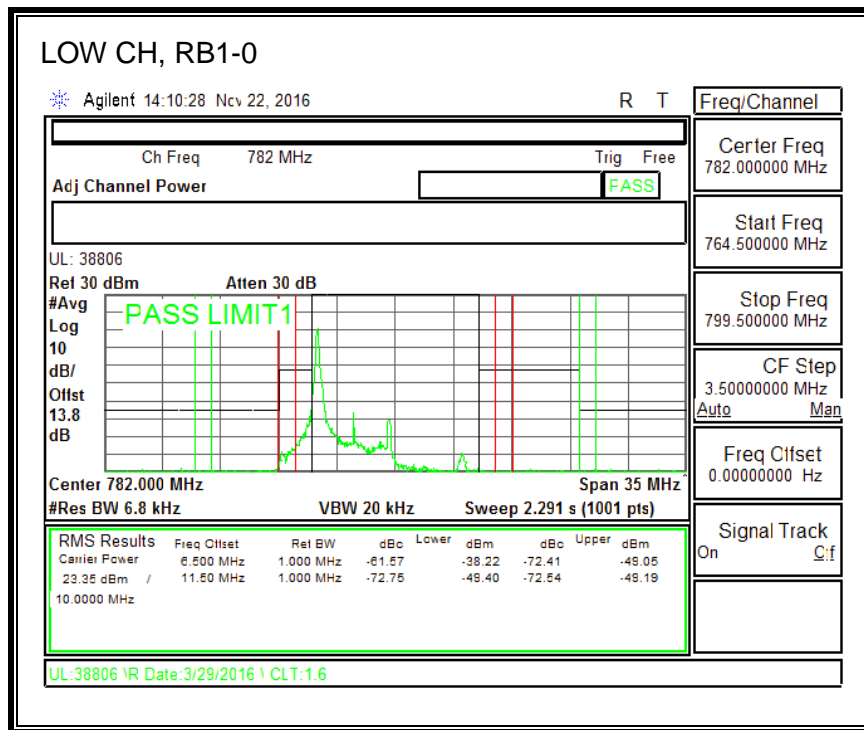 LOW CH, RB1-0
Agilent 14:10:28 Nov 22, 2016 R T
Freq/Channel
Ch Freq 782 MHz Trig Free
Adj Channel Power PASS
Center Freq
782.000000 MHz
Start Freq
764.500000 MHz
Stop Freq
799.500000 MHz
CF Step
3.50000000 MHz
Auto Man
Freq Offset
0.00000000 Hz
Signal Track
On Off
UL: 38806
Ref 30 dBm Atten 30 dB
#Avg
Log
10
dB/
Offst
13.8
dB
PASS LIMIT1
Center 782.000 MHz Span 35 MHz^
#Res BW 6.8 kHz VBW 20 kHz Sweep 2.291 s (1001 pts)
RMS Results Freq Offset Ref BW dBc Lower dBm dBc Upper dBm
Carrier Power 6.500 MHz 1.000 MHz -61.57 -38.22 -72.41 -49.05
23.35 dBm / 11.50 MHz 1.000 MHz -72.75 -49.40 -72.54 -49.19
10.0000 MHz
UL:38806 \R Date:3/29/2016 \ CLT:1.6